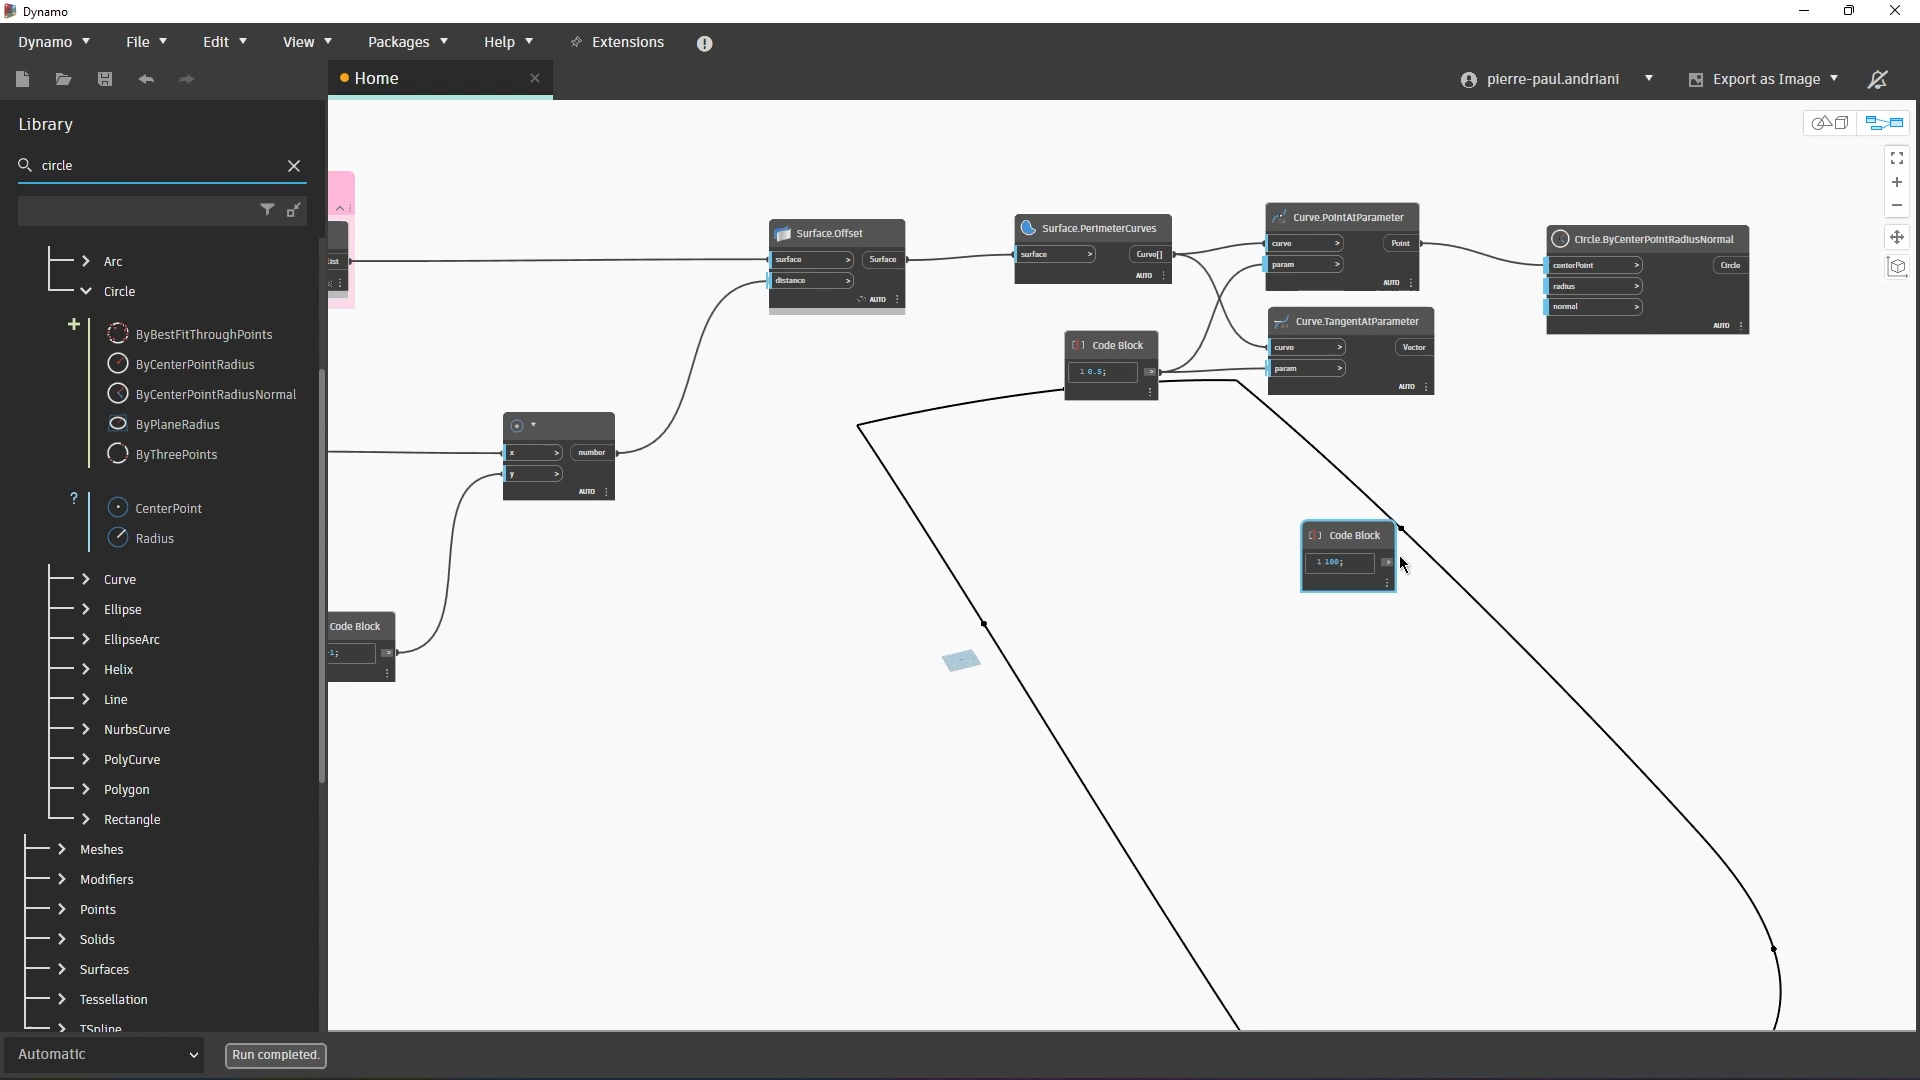 Dynamo
Dynamo File Edit View Packages Help Extensions
Home
pierre-paul.andriani Export as Image
Library
circle
Arc
Circle
ByBestFitThroughPoints
ByCenterPointRadius
ByCenterPointRadiusNormal
ByPlaneRadius
ByThreePoints
?
CenterPoint
Radius
Curve
Ellipse
EllipseArc
Helix
Line
NurbsCurve
PolyCurve
Polygon
Rectangle
Meshes
Modifiers
Points
Solids
Surfaces
Tessellation
TSpline
list
Surface.Offset
surface > Surface
distance >
AUTO
Surface.PerimeterCurves
surface > Curve[]
AUTO
Curve.PointAtParameter
curve > Point
param >
AUTO
Circle.ByCenterPointRadiusNormal
centerPoint > Circle
radius >
normal >
AUTO
Curve.TangentAtParameter
curve > Vector
param >
AUTO
Code Block
1 0.5; >
* 
x > number
y >
AUTO
Code Block
1 100; >
Code Block
-1; >
Automatic
Run completed.